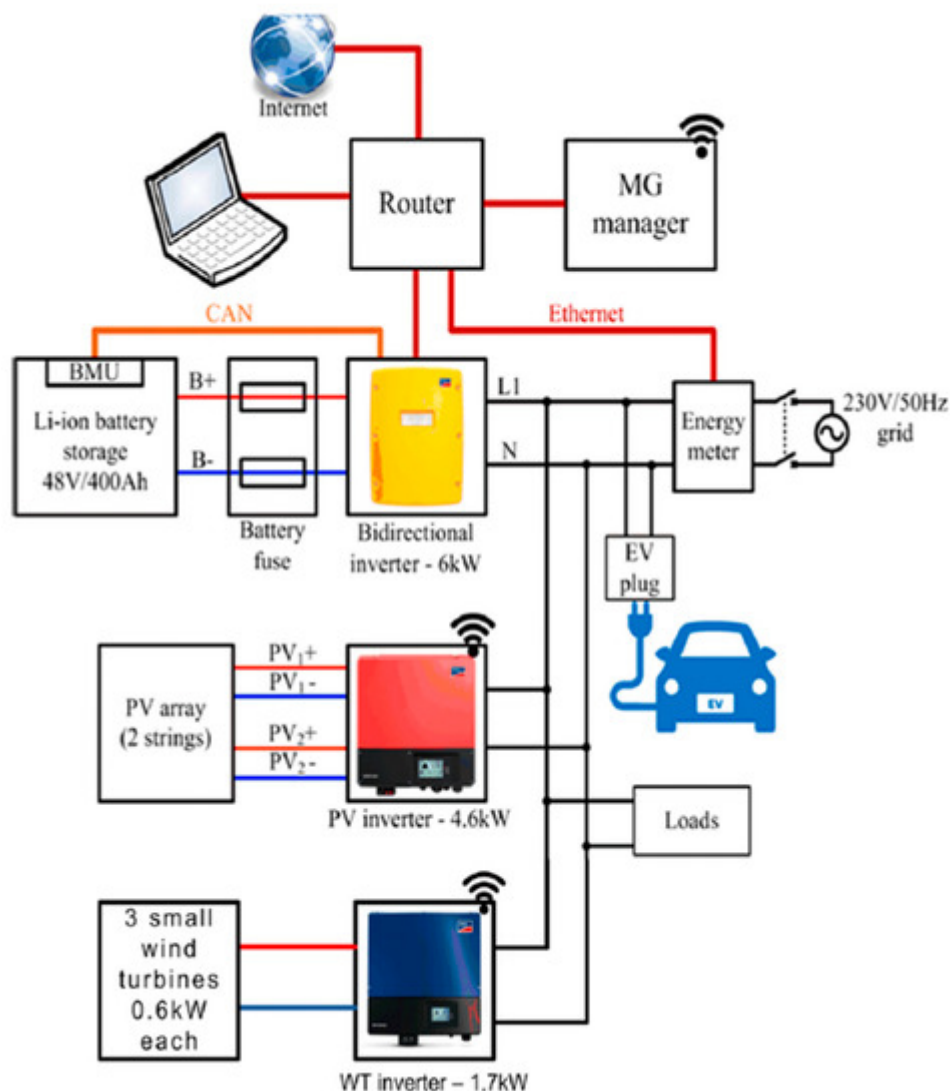 Internet
Router
MG
manager
CAN
Ethernet
BMU
Li-ion battery
storage
48V/400Ah
B+
B-
Battery
fuse
Bidirectional
inverter - 6kW
L1
N
Energy
meter
230V/50Hz
grid
EV
plug
EV
PV array
(2 strings)
PV₁+
PV₁-
PV₂+
PV₂-
PV inverter - 4.6kW
Loads
3 small
wind
turbines
0.6kW
each
WT inverter – 1.7kW